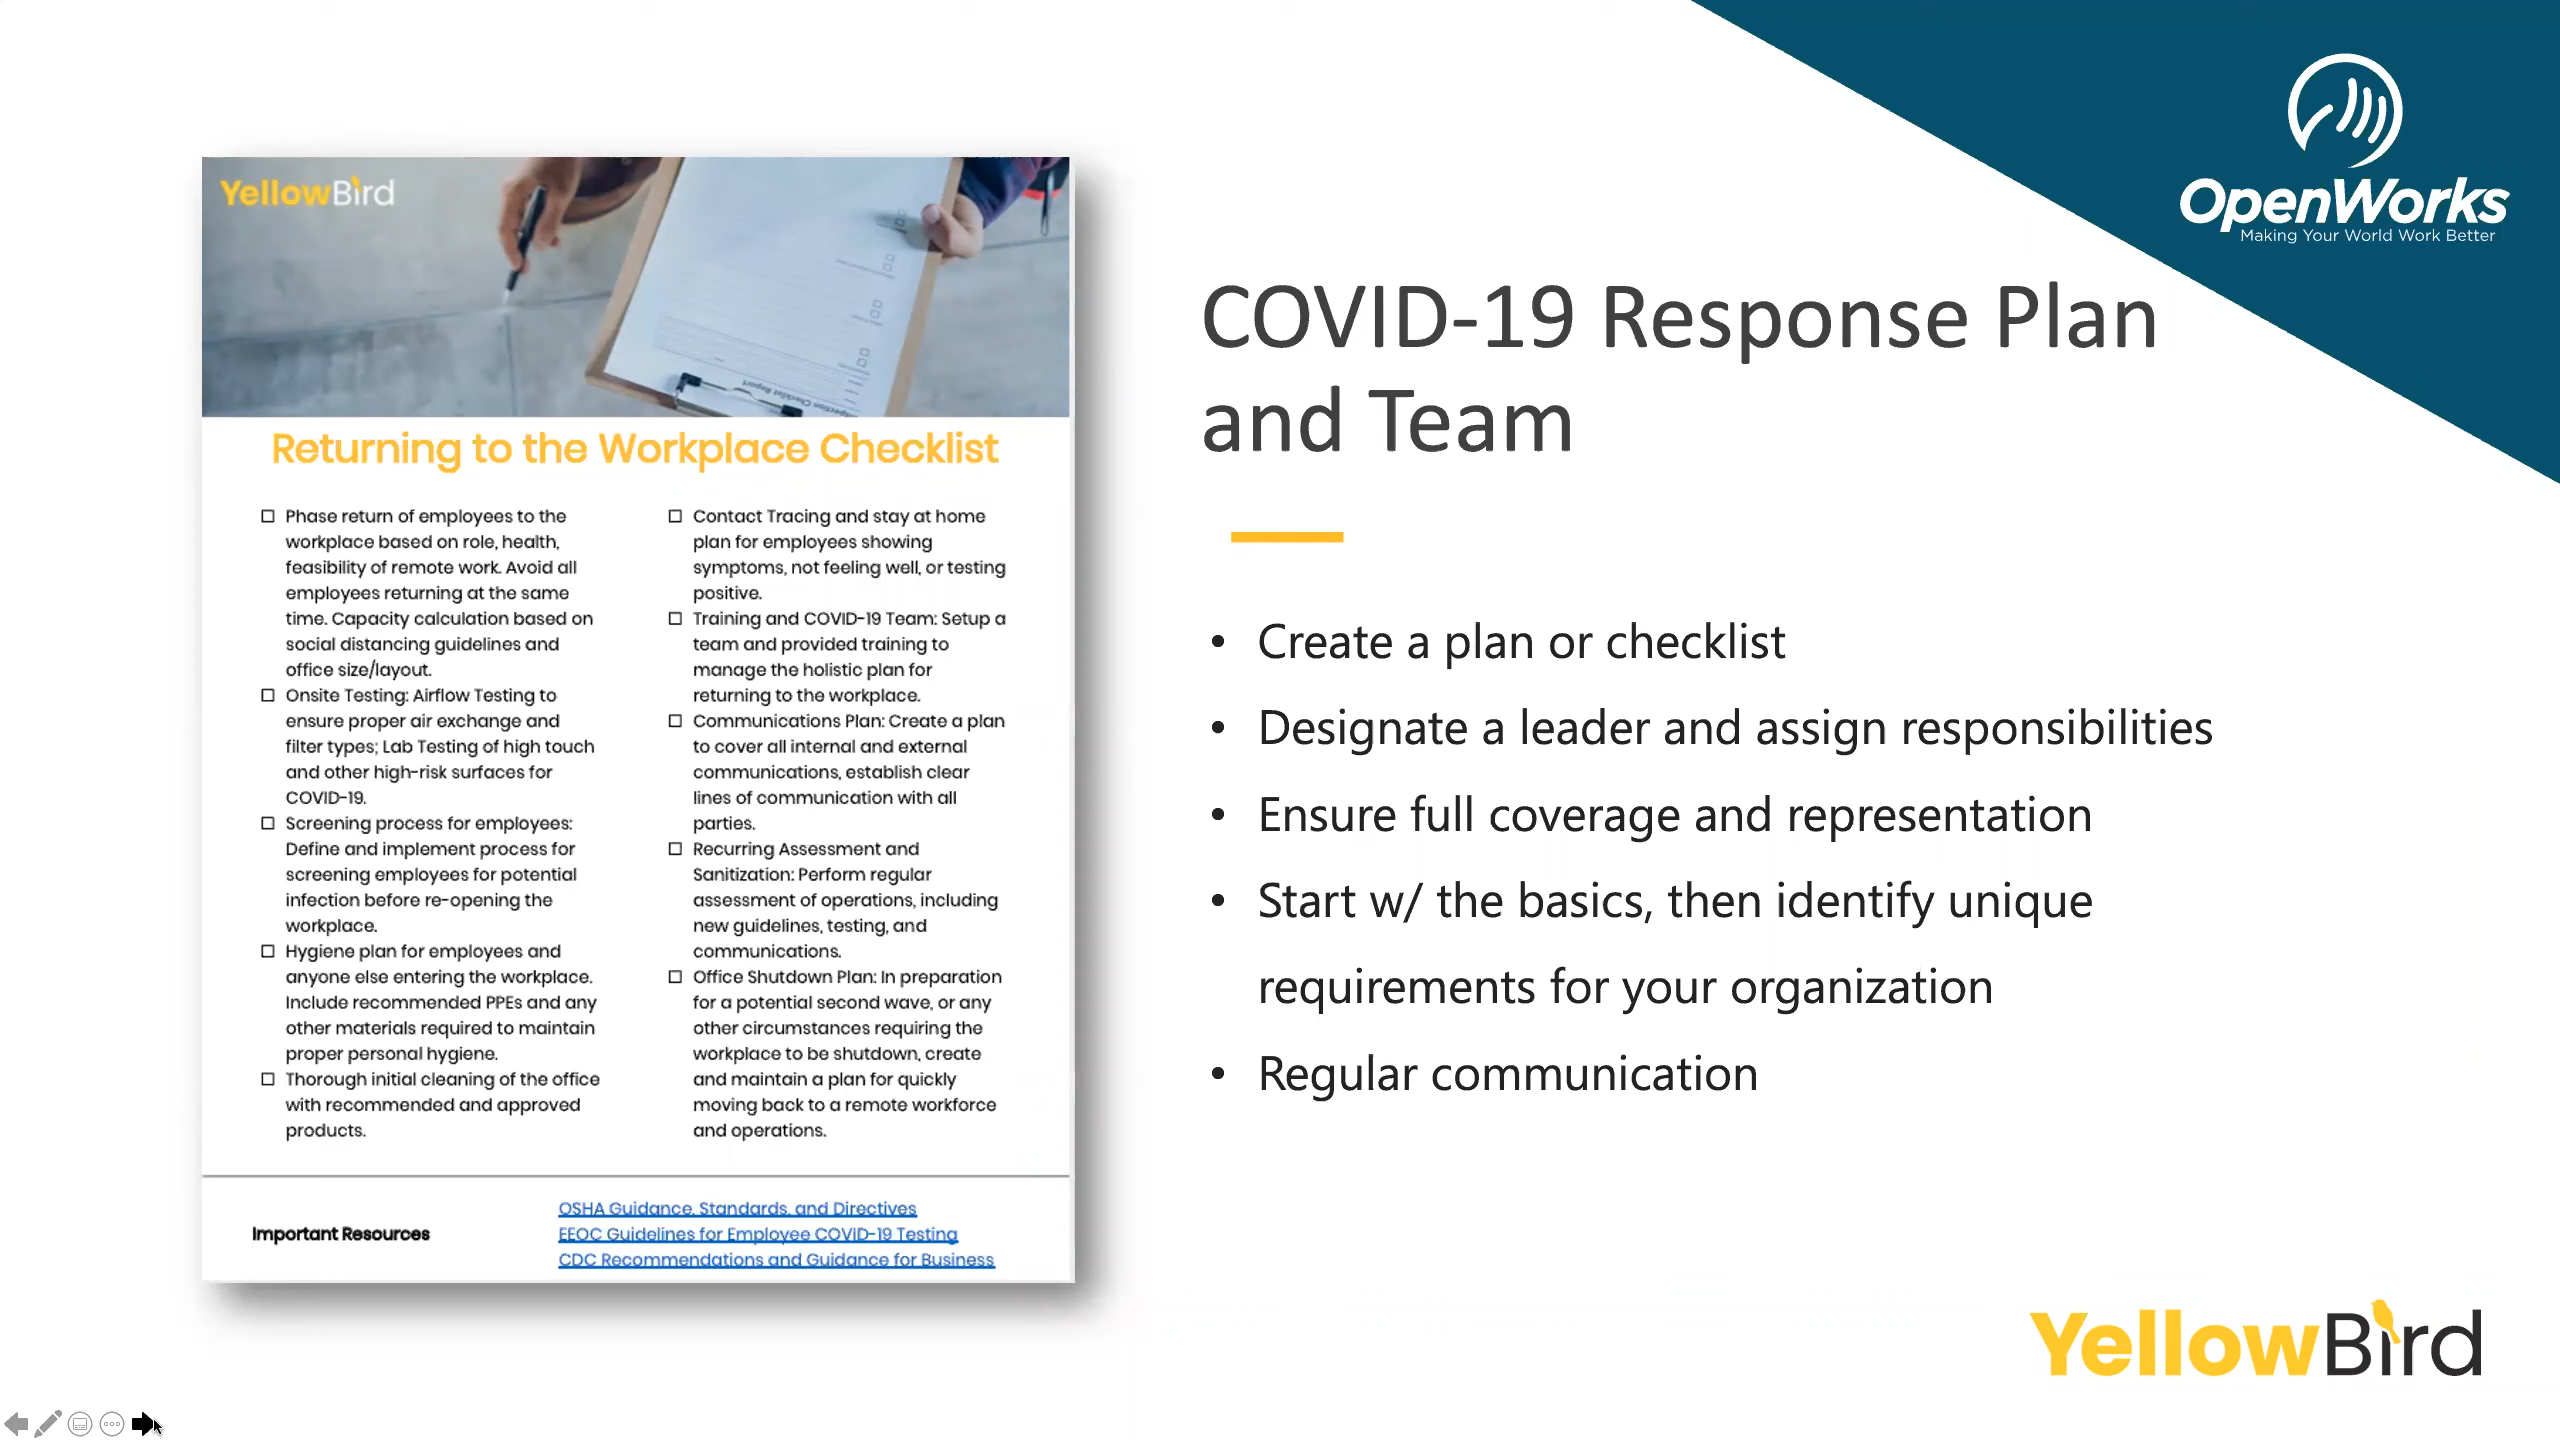 OpenWorks
Making Your World Work Better
YellowBird
Returning to the Workplace Checklist
☐ Phase return of employees to the
workplace based on role, health,
feasibility of remote work. Avoid all
employees returning at the same
time. Capacity calculation based on
social distancing guidelines and
office size/layout.
☐ Onsite Testing: Airflow Testing to
ensure proper air exchange and
filter types; Lab Testing of high touch
and other high-risk surfaces for
COVID-19.
☐ Screening process for employees:
Define and implement process for
screening employees for potential
infection before re-opening the
workplace.
☐ Hygiene plan for employees and
anyone else entering the workplace.
Include recommended PPEs and any
other materials required to maintain
proper personal hygiene.
☐ Thorough initial cleaning of the office
with recommended and approved
products.
☐ Contact Tracing and stay at home
plan for employees showing
symptoms, not feeling well, or testing
positive.
☐ Training and COVID-19 Team: Setup a
team and provided training to
manage the holistic plan for
returning to the workplace.
☐ Communications Plan: Create a plan
to cover all internal and external
communications, establish clear
lines of communication with all
parties.
☐ Recurring Assessment and
Sanitization: Perform regular
assessment of operations, including
new guidelines, testing, and
communications.
☐ Office Shutdown Plan: In preparation
for a potential second wave, or any
other circumstances requiring the
workplace to be shutdown, create
and maintain a plan for quickly
moving back to a remote workforce
and operations.
Important Resources
OSHA Guidance, Standards, and Directives
EEOC Guidelines for Employee COVID-19 Testing
CDC Recommendations and Guidance for Business
COVID-19 Response Plan
and Team
• Create a plan or checklist
• Designate a leader and assign responsibilities
• Ensure full coverage and representation
• Start w/ the basics, then identify unique
requirements for your organization
• Regular communication
YellowBird